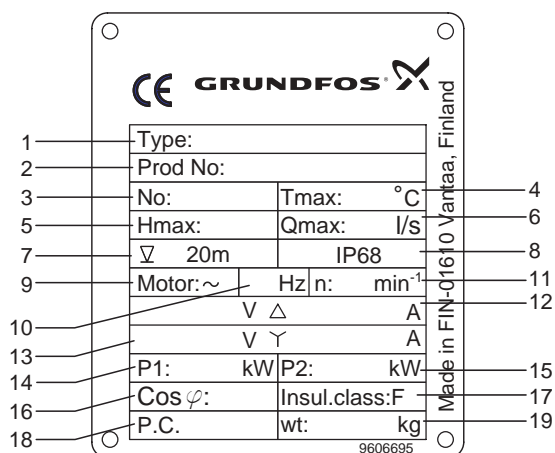 CE GRUNDFOS
1 Type:
2 Prod No:
3 No: Tmax: °C 4
5 Hmax: Qmax: l/s 6
7 20m IP68 8
9 Motor:~ Hz n: min-1 11
10 V △ A 12
13 V Y A
14 P1: kW P2: kW 15
16 Cos φ: Insul.class:F 17
18 P.C. wt: kg 19
9606695
Made in FIN-01610 Vantaa, Finland